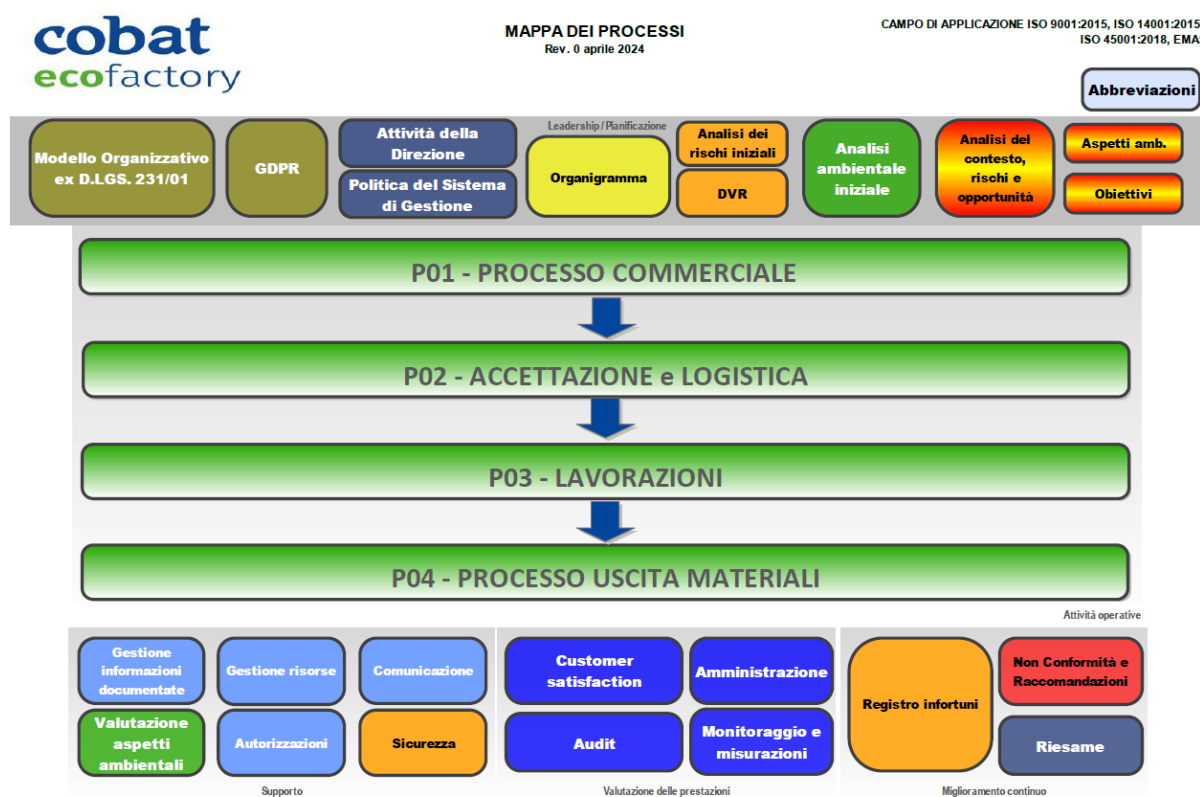 cobat
ecofactory
MAPPA DEI PROCESSI
Rev. 0 aprile 2024
CAMPO DI APPLICAZIONE ISO 9001:2015, ISO 14001:2015
ISO 45001:2018, EMA
Abbreviazioni
Leadership / Pianificazione
Modello Organizzativo
ex D.LGS. 231/01
GDPR
Attività della
Direzione
Politica del Sistema
di Gestione
Organigramma
Analisi dei
rischi iniziali
DVR
Analisi
ambientale
iniziale
Analisi del
contesto,
rischi e
opportunità
Aspetti amb.
Obiettivi
P01 - PROCESSO COMMERCIALE
P02 - ACCETTAZIONE e LOGISTICA
P03 - LAVORAZIONI
P04 - PROCESSO USCITA MATERIALI
Attività operative
Gestione
informazioni
documentate
Gestione risorse
Comunicazione
Valutazione
aspetti
ambientali
Autorizzazioni
Sicurezza
Supporto
Customer
satisfaction
Amministrazione
Audit
Monitoraggio e
misurazioni
Valutazione delle prestazioni
Registro infortuni
Non Conformità e
Raccomandazioni
Riesame
Miglioramento continuo